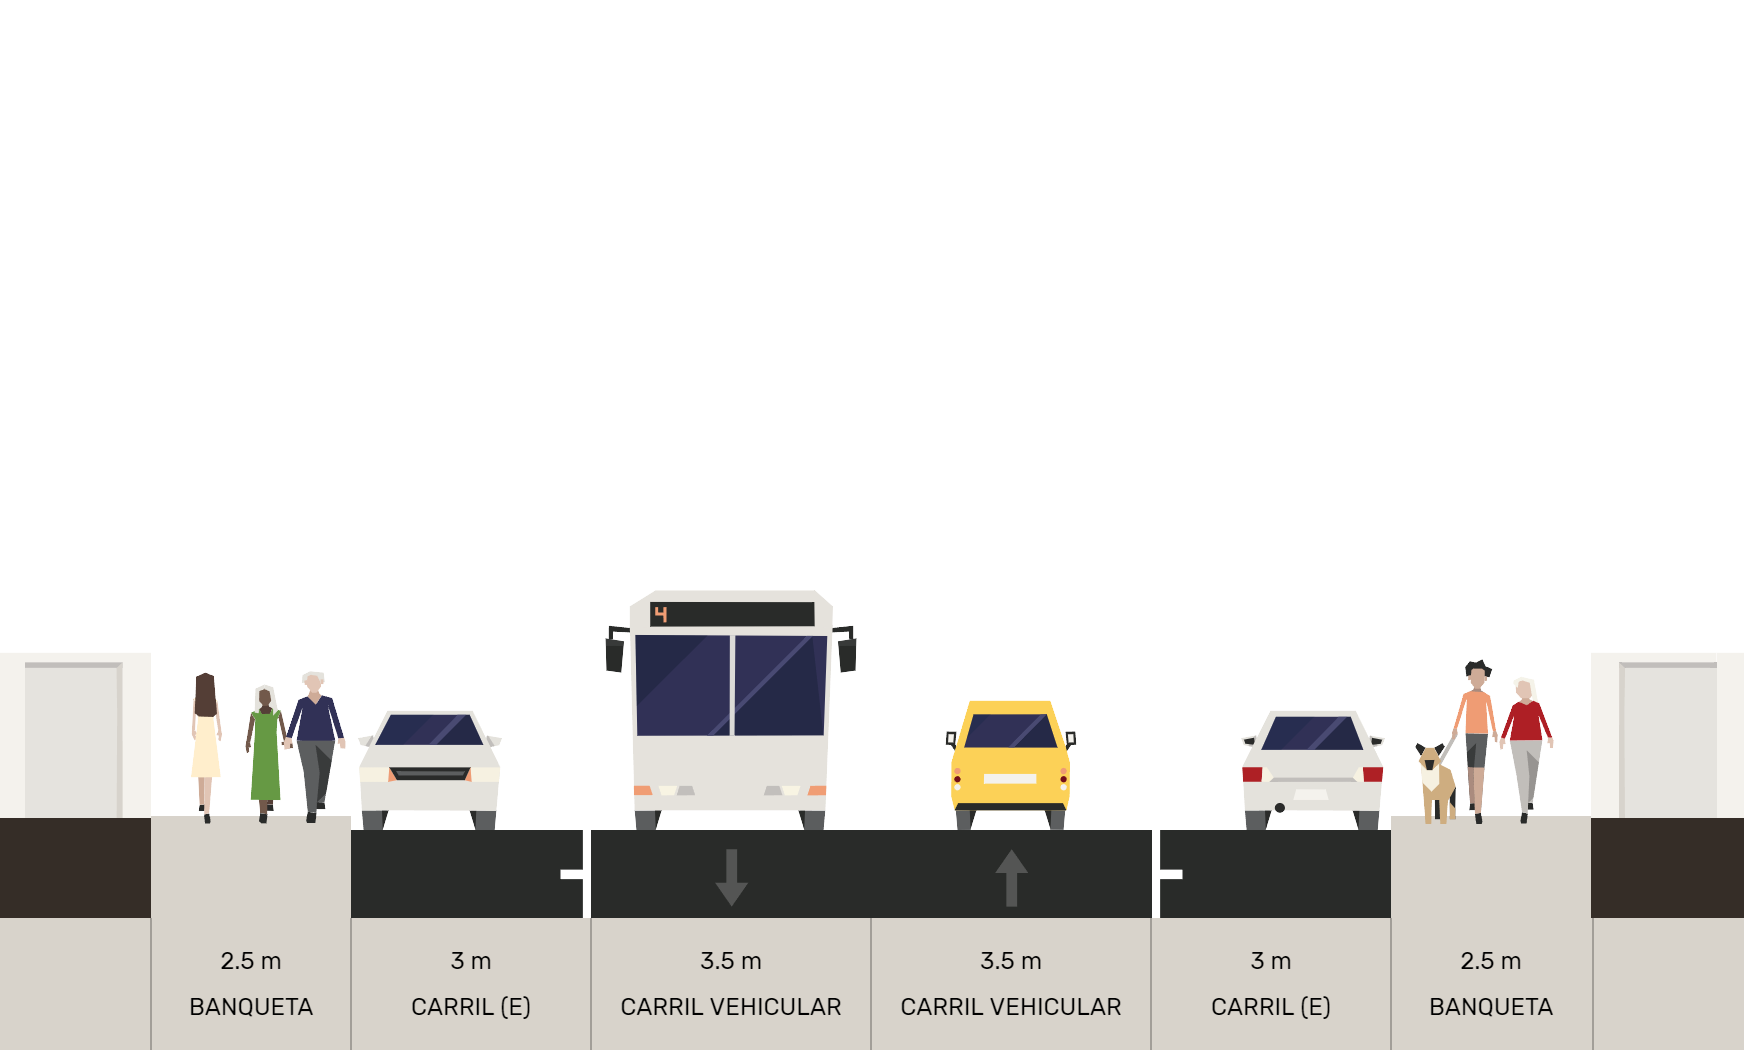 4
2.5 m
BANQUETA
3 m
CARRIL (E)
3.5 m
CARRIL VEHICULAR
3.5 m
CARRIL VEHICULAR
3 m
CARRIL (E)
2.5 m
BANQUETA